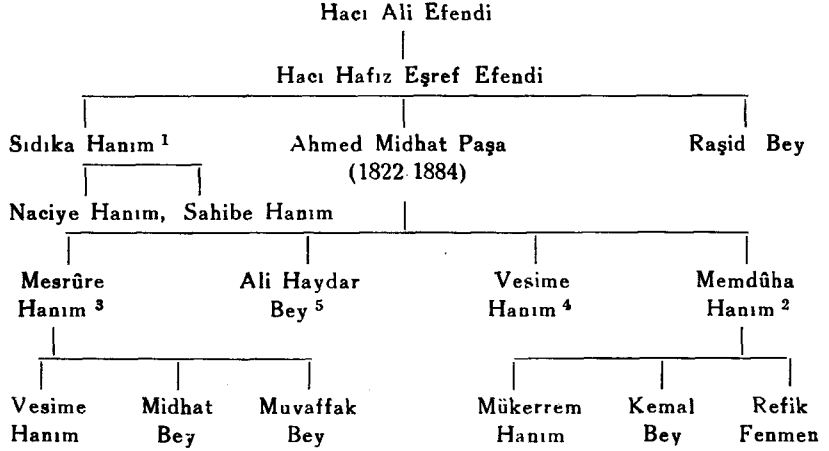 Hacı Ali Efendi
Hacı Hafız Eşref Efendi
Sıdıka Hanım ¹ Ahmed Midhat Paşa Raşid Bey
(1822 1884)
Naciye Hanım, Sahibe Hanım
Mesrûre Ali Haydar Vesime Memdûha
Hanım ³ Bey ⁵ Hanım ⁴ Hanım ²
Vesime Midhat Muvaffak Mükerrem Kemal Refik
Hanım Bey Bey Hanım Bey Fenmen